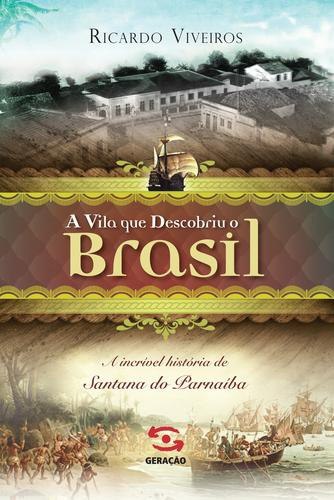 RICARDO VIVEIROS
A Vila que Descobriu o
Brasil
A incrível história de
Santana do Parnaíba
GERAÇÃO